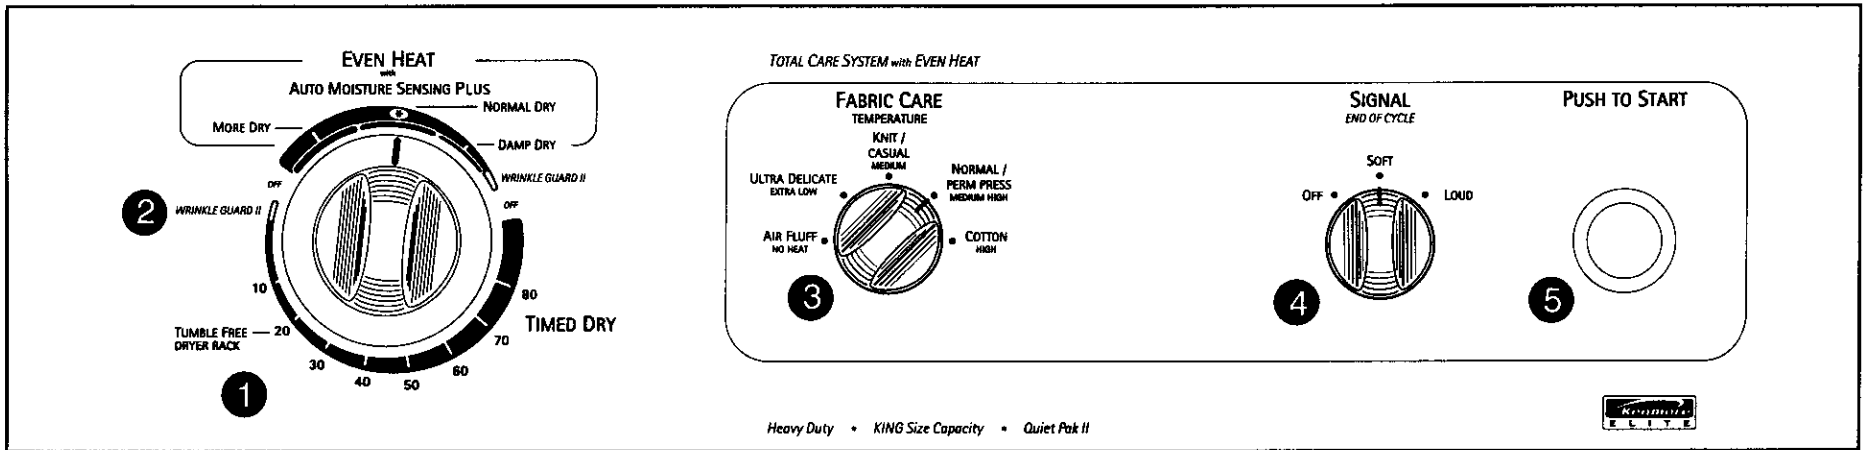 EVEN HEAT
with
AUTO MOISTURE SENSING PLUS
NORMAL DRY
MORE DRY
DAMP DRY
OFF
WRINKLE GUARD II
WRINKLE GUARD II
OFF
2
10
80
TIMED DRY
TUMBLE FREE
DRYER RACK
20
70
30
60
40
50
1
TOTAL CARE SYSTEM with EVEN HEAT
FABRIC CARE
TEMPERATURE
KNIT /
CASUAL
MEDIUM
ULTRA DELICATE
EXTRA LOW
NORMAL /
PERM PRESS
MEDIUM HIGH
AIR FLUFF
NO HEAT
COTTON
HIGH
3
SIGNAL
END OF CYCLE
SOFT
OFF
LOUD
4
PUSH TO START
5
Heavy Duty • KING Size Capacity • Quiet Pak II
Kenmore
ELITE